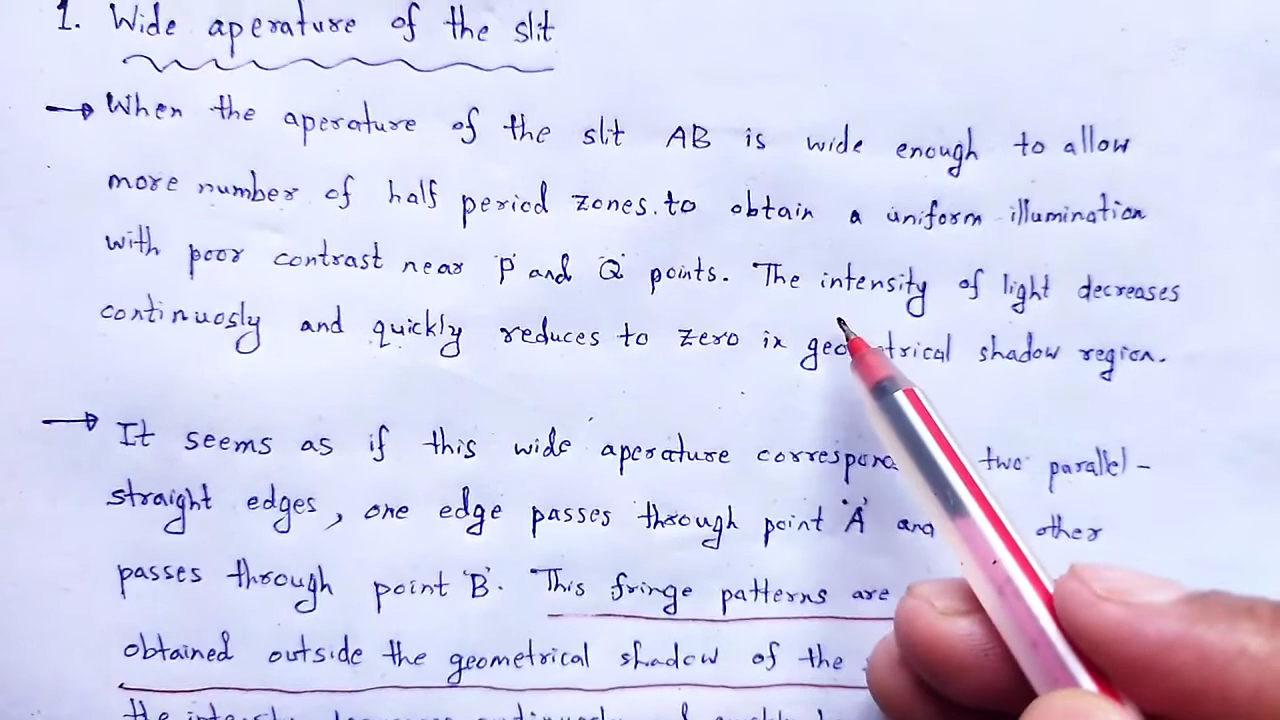 1. Wide aperature of the slit
→ When the aperature of the slit AB is wide enough to allow
more number of half period zones. to obtain a uniform illumination
with poor contrast near 'P' and 'Q' points. The intensity of light decreases
continuosly and quickly reduces to zero in geometrical shadow region.
→ It seems as if this wide aperature two parallel-
straight edges, one edge passes through point 'A' and other
passes through point 'B'. This fringe patterns are
obtained outside the geometrical shadow of the
the